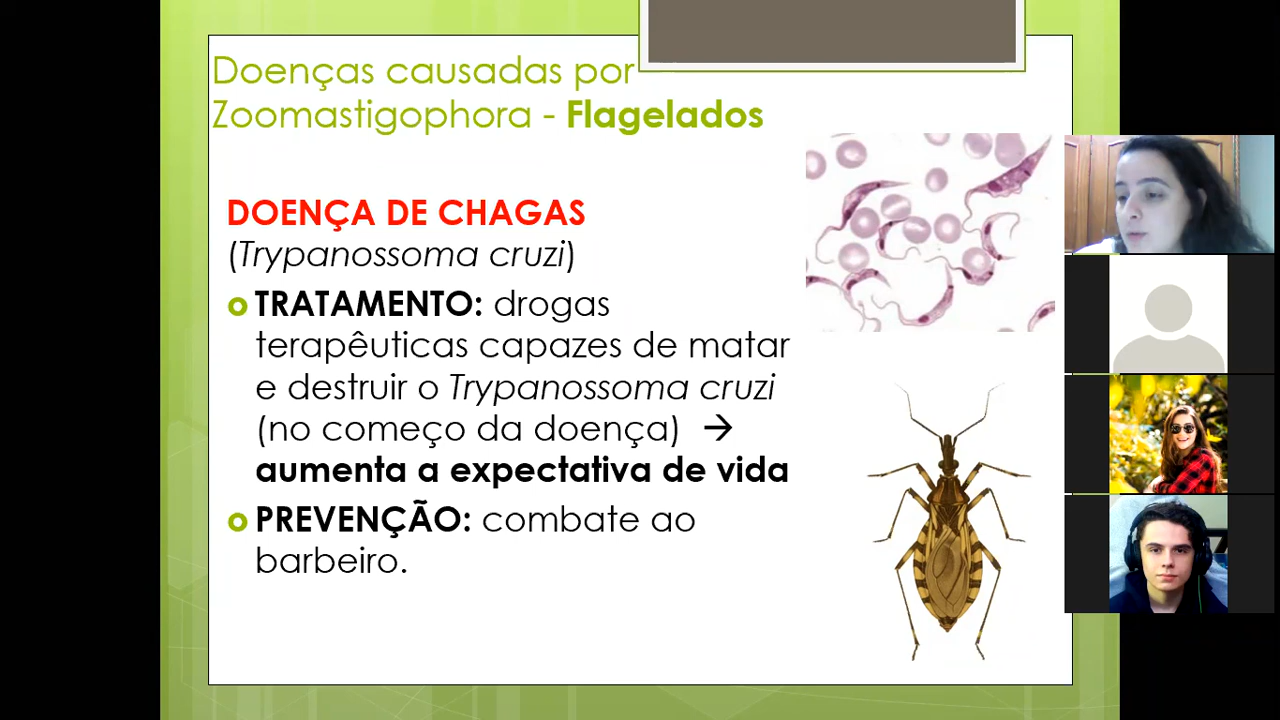 Doenças causadas por
Zoomastigophora - Flagelados
DOENÇA DE CHAGAS
(Trypanossoma cruzi)
TRATAMENTO: drogas
terapêuticas capazes de matar
e destruir o Trypanossoma cruzi
(no começo da doença) →
aumenta a expectativa de vida
PREVENÇÃO: combate ao
barbeiro.